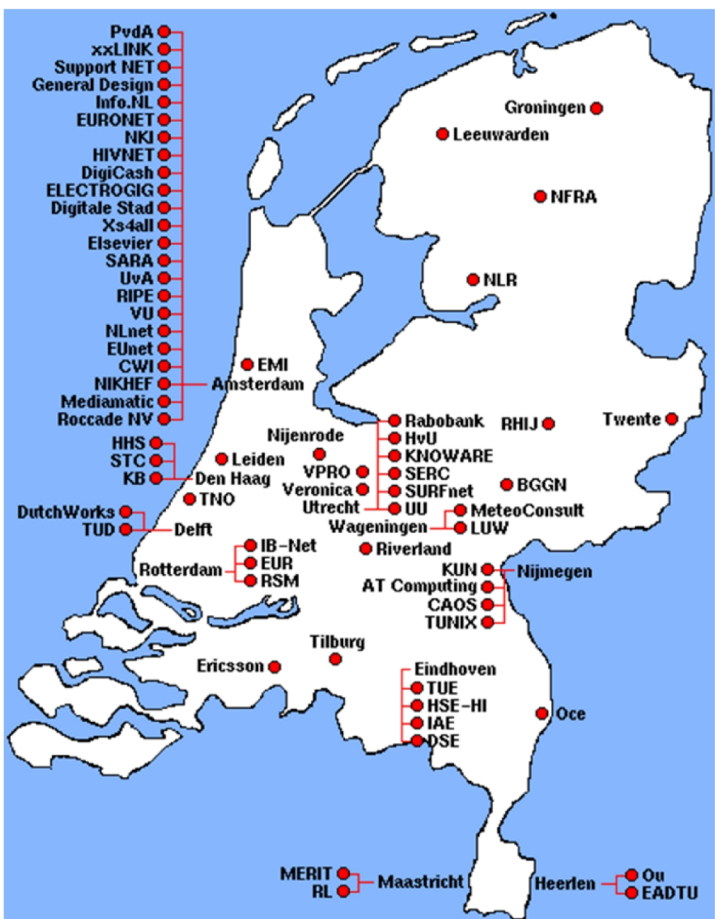 PvdA
xxLINK
Support NET
General Design
Info.NL
EURONET
NKI
HIVNET
DigiCash
ELECTROGIG
Digitale Stad
Xs4all
Elsevier
SARA
UvA
RIPE
VU
NLnet
EUnet
CWI
NIKHEF
Amsterdam
Mediamatic
Roccade NV
Groningen
Leeuwarden
NFRA
NLR
EMI
HHS
STC
KB
Den Haag
Leiden
TNO
Nijenrode
VPRO
Veronica
Utrecht
Rabobank
HvU
KNOWARE
SERC
SURFnet
UU
RHIJ
Twente
BGGN
Wageningen
MeteoConsult
LUW
DutchWorks
TUD
Delft
Rotterdam
IB-Net
EUR
RSM
Riverland
KUN
Nijmegen
AT Computing
CAOS
TUNIX
Tilburg
Ericsson
Eindhoven
TUE
HSE-HI
IAE
DSE
Oce
MERIT
RL
Maastricht
Heerlen
Ou
EADTU